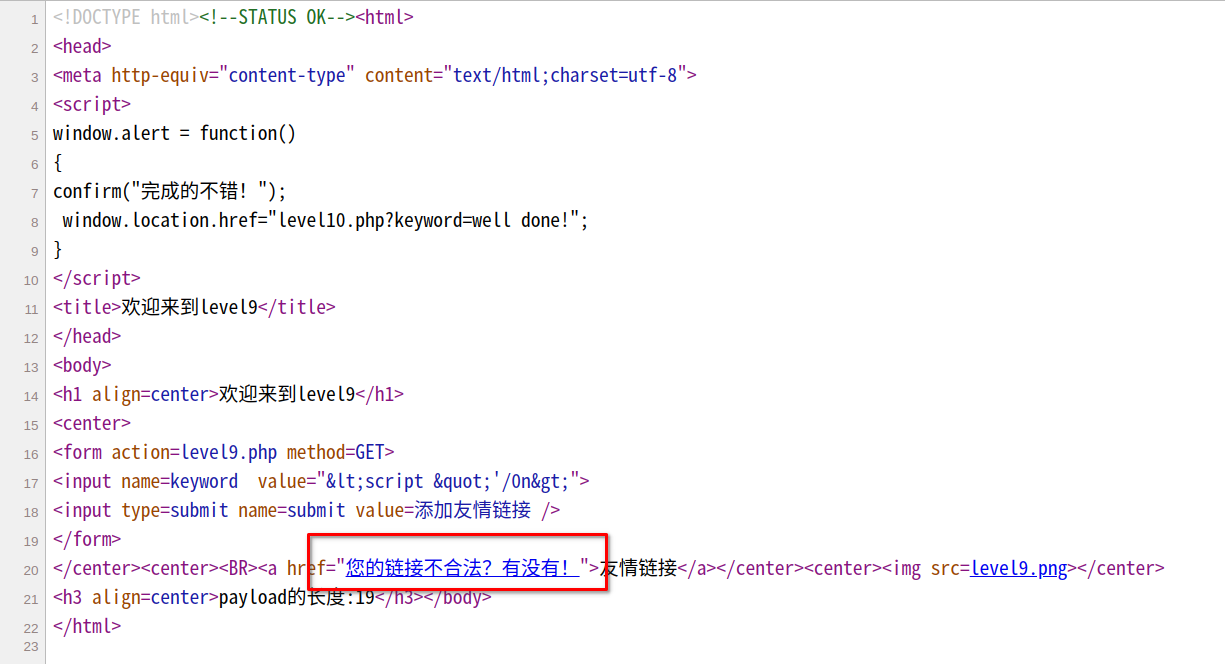 1 <!DOCTYPE html><!--STATUS OK--><html>
2 <head>
3 <meta http-equiv="content-type" content="text/html;charset=utf-8">
4 <script>
5 window.alert = function()
6 {
7 confirm("完成的不错！");
8  window.location.href="level10.php?keyword=well done!";
9 }
10 </script>
11 <title>欢迎来到level9</title>
12 </head>
13 <body>
14 <h1 align=center>欢迎来到level9</h1>
15 <center>
16 <form action=level9.php method=GET>
17 <input name=keyword  value="&lt;script &quot;'/On&gt;">
18 <input type=submit name=submit value=添加友情链接 />
19 </form>
20 </center><center><BR><a href="您的链接不合法？有没有！">友情链接</a></center><center><img src=level9.png></center>
21 <h3 align=center>payload的长度:19</h3></body>
22 </html>
23